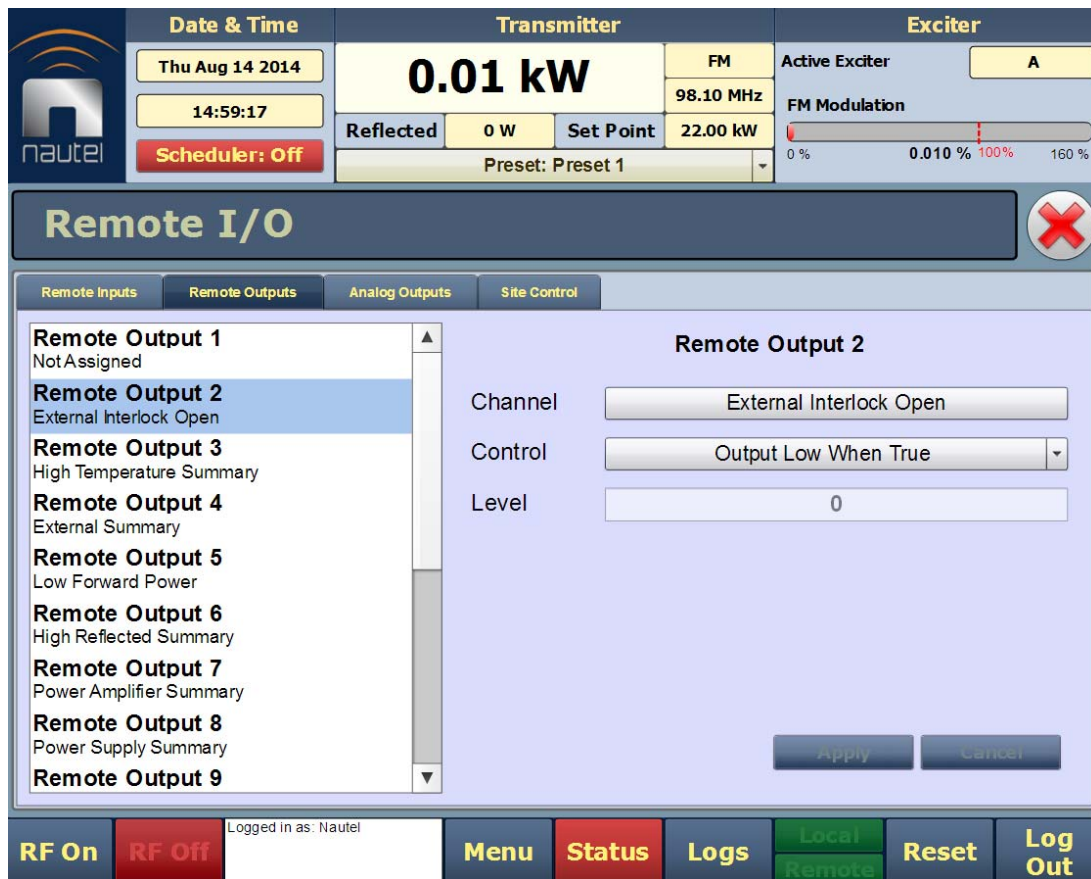 nautel
Date & Time
Thu Aug 14 2014
14:59:17
Scheduler: Off
Transmitter
0.01 kW
FM
98.10 MHz
Reflected
0 W
Set Point
22.00 kW
Preset: Preset 1
Exciter
Active Exciter
A
FM Modulation
0 %
0.010 %
100%
160 %
Remote I/O
Remote Inputs
Remote Outputs
Analog Outputs
Site Control
Remote Output 1
Not Assigned
Remote Output 2
External Interlock Open
Remote Output 3
High Temperature Summary
Remote Output 4
External Summary
Remote Output 5
Low Forward Power
Remote Output 6
High Reflected Summary
Remote Output 7
Power Amplifier Summary
Remote Output 8
Power Supply Summary
Remote Output 9
Remote Output 2
Channel
External Interlock Open
Control
Output Low When True
Level
0
Apply
Cancel
RF On
RF Off
Logged in as: Nautel
Menu
Status
Logs
Local
Remote
Reset
Log
Out